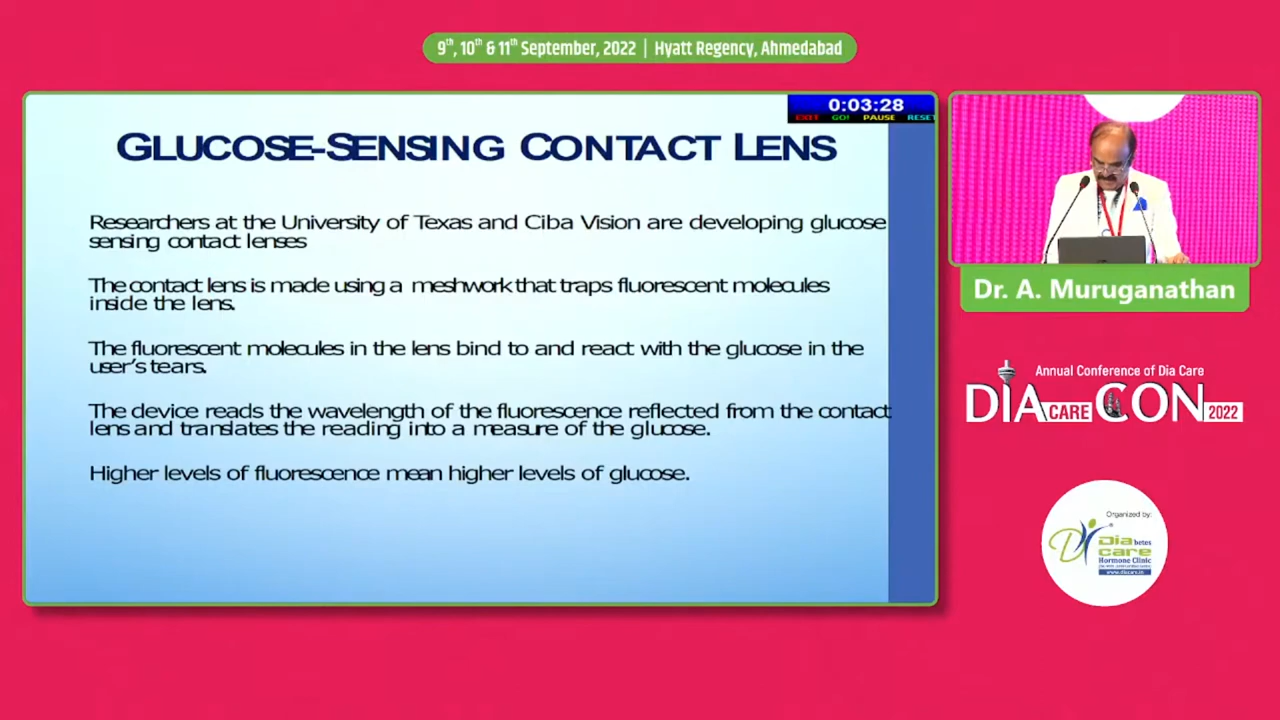 9th, 10th & 11th September, 2022 | Hyatt Regency, Ahmedabad
0:03:28
EXIT GO! PAUSE RESET
GLUCOSE-SENSING CONTACT LENS
Researchers at the University of Texas and Ciba Vision are developing glucose
sensing contact lenses
The contact lens is made using a meshwork that traps fluorescent molecules
inside the lens.
The fluorescent molecules in the lens bind to and react with the glucose in the
user's tears.
The device reads the wavelength of the fluorescence reflected from the contact
lens and translates the reading into a measure of the glucose.
Higher levels of fluorescence mean higher levels of glucose.
Dr. A. Muruganathan
Annual Conference of Dia Care
DIA CARE CON 2022
Organized by:
Diabetes
care
Hormone Clinic
www.diacare.in